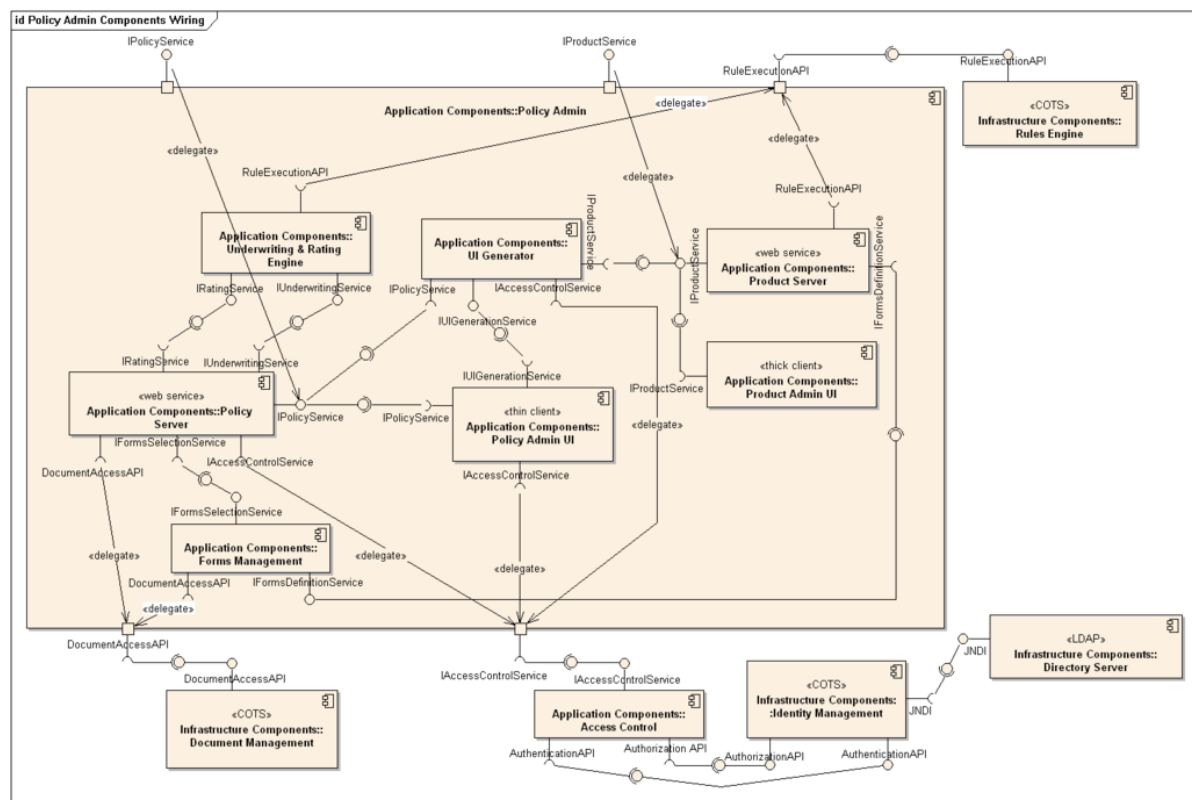 id Policy Admin Components Wiring
IPolicyService
IProductService
RuleExecutionAPI
RuleExecutionAPI
«COTS»
Infrastructure Components::
Rules Engine
Application Components::Policy Admin
«delegate»
«delegate»
«delegate»
«delegate»
RuleExecutionAPI
RuleExecutionAPI
Application Components::
Underwriting & Rating
Engine
Application Components::
UI Generator
IProductService
IProductService
«web service»
Application Components::
Product Server
IFormsDefinitionService
IRatingService
IUnderwritingService
IPolicyService
IAccessControlService
IUIGenerationService
IRatingService
IUnderwritingService
IUIGenerationService
IProductService
«thick client»
Application Components::
Product Admin UI
«web service»
Application Components::Policy
Server
IPolicyService
IPolicyService
«thin client»
Application Components::
Policy Admin UI
«delegate»
IFormsSelectionService
DocumentAccessAPI
IAccessControlService
IAccessControlService
IFormsSelectionService
Application Components::
Forms Management
«delegate»
«delegate»
«delegate»
DocumentAccessAPI
IFormsDefinitionService
«delegate»
DocumentAccessAPI
DocumentAccessAPI
IAccessControlService
IAccessControlService
«COTS»
Infrastructure Components::
Document Management
Application Components::
Access Control
«COTS»
Infrastructure Components:
:Identity Management
JNDI
JNDI
«LDAP»
Infrastructure Components::
Directory Server
AuthenticationAPI
Authorization API
AuthorizationAPI
AuthenticationAPI